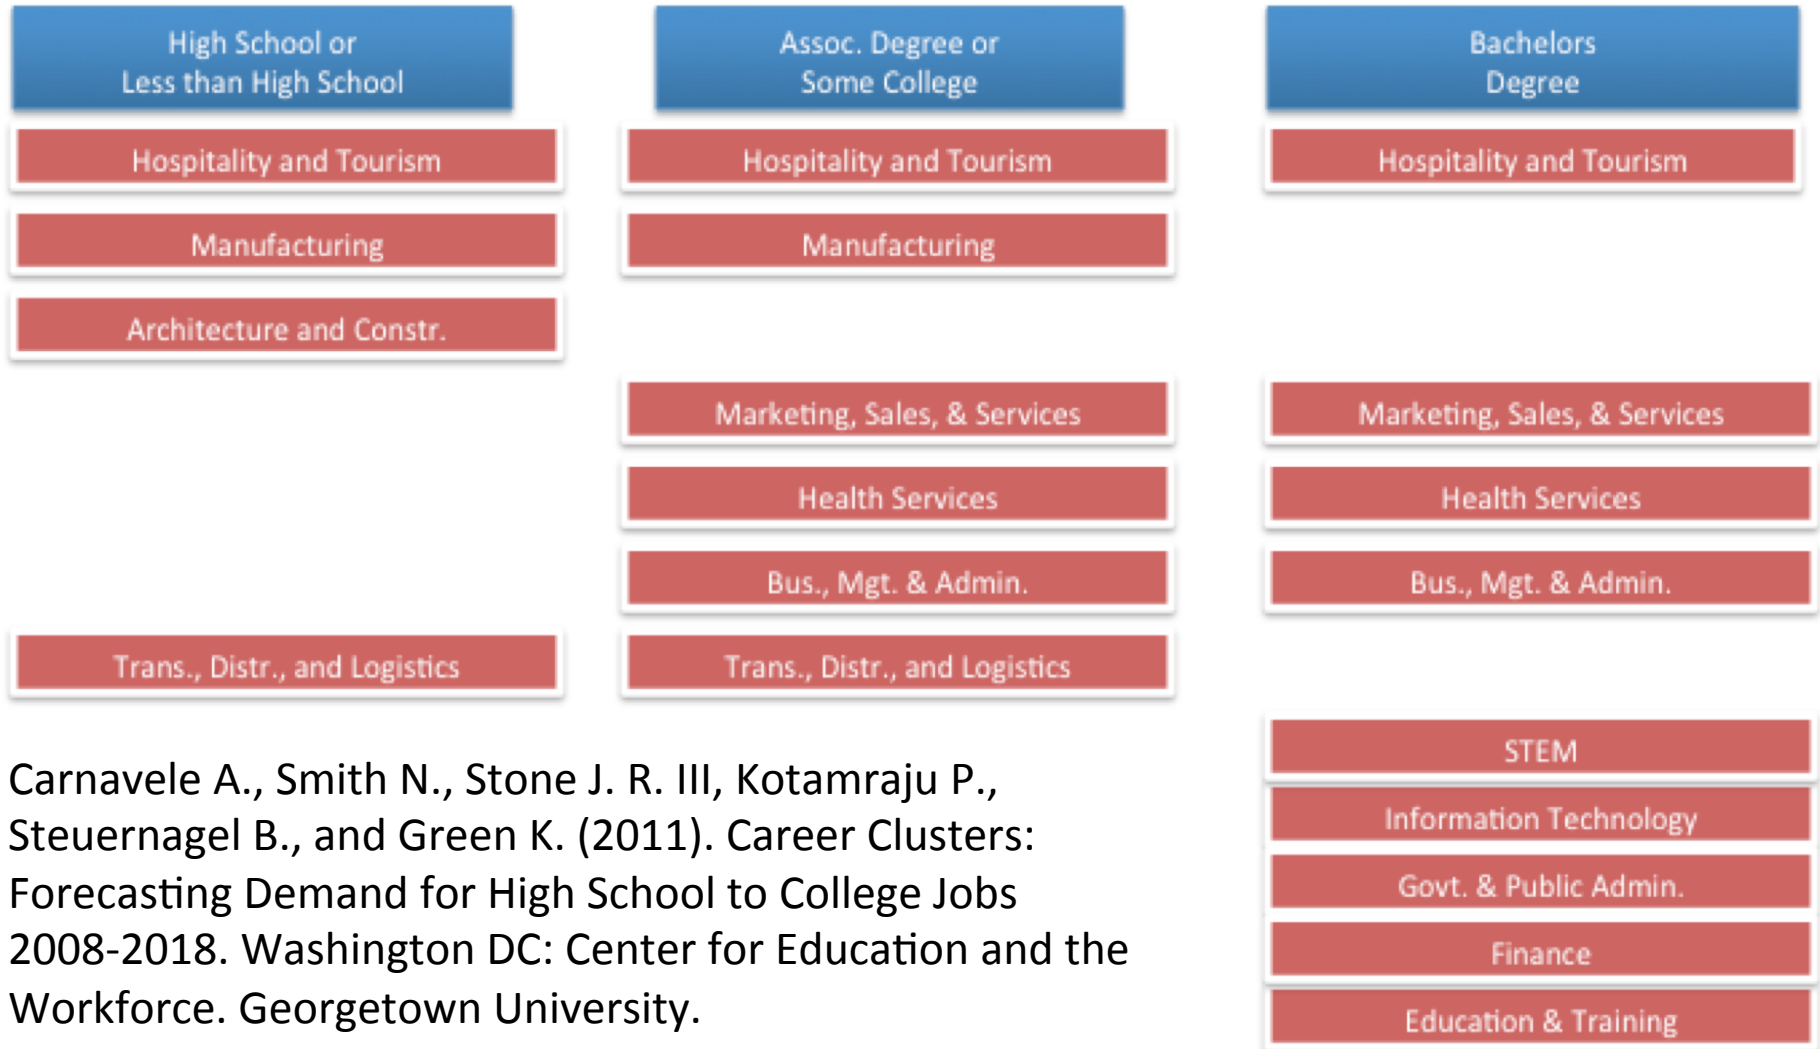 High School or
Less than High School
Assoc. Degree or
Some College
Bachelors
Degree
Hospitality and Tourism
Hospitality and Tourism
Hospitality and Tourism
Manufacturing
Manufacturing
Architecture and Constr.
Marketing, Sales, & Services
Marketing, Sales, & Services
Health Services
Health Services
Bus., Mgt. & Admin.
Bus., Mgt. & Admin.
Trans., Distr., and Logistics
Trans., Distr., and Logistics
STEM
Information Technology
Govt. & Public Admin.
Finance
Education & Training
Carnavele A., Smith N., Stone J. R. III, Kotamraju P.,
Steuernagel B., and Green K. (2011). Career Clusters:
Forecasting Demand for High School to College Jobs
2008-2018. Washington DC: Center for Education and the
Workforce. Georgetown University.